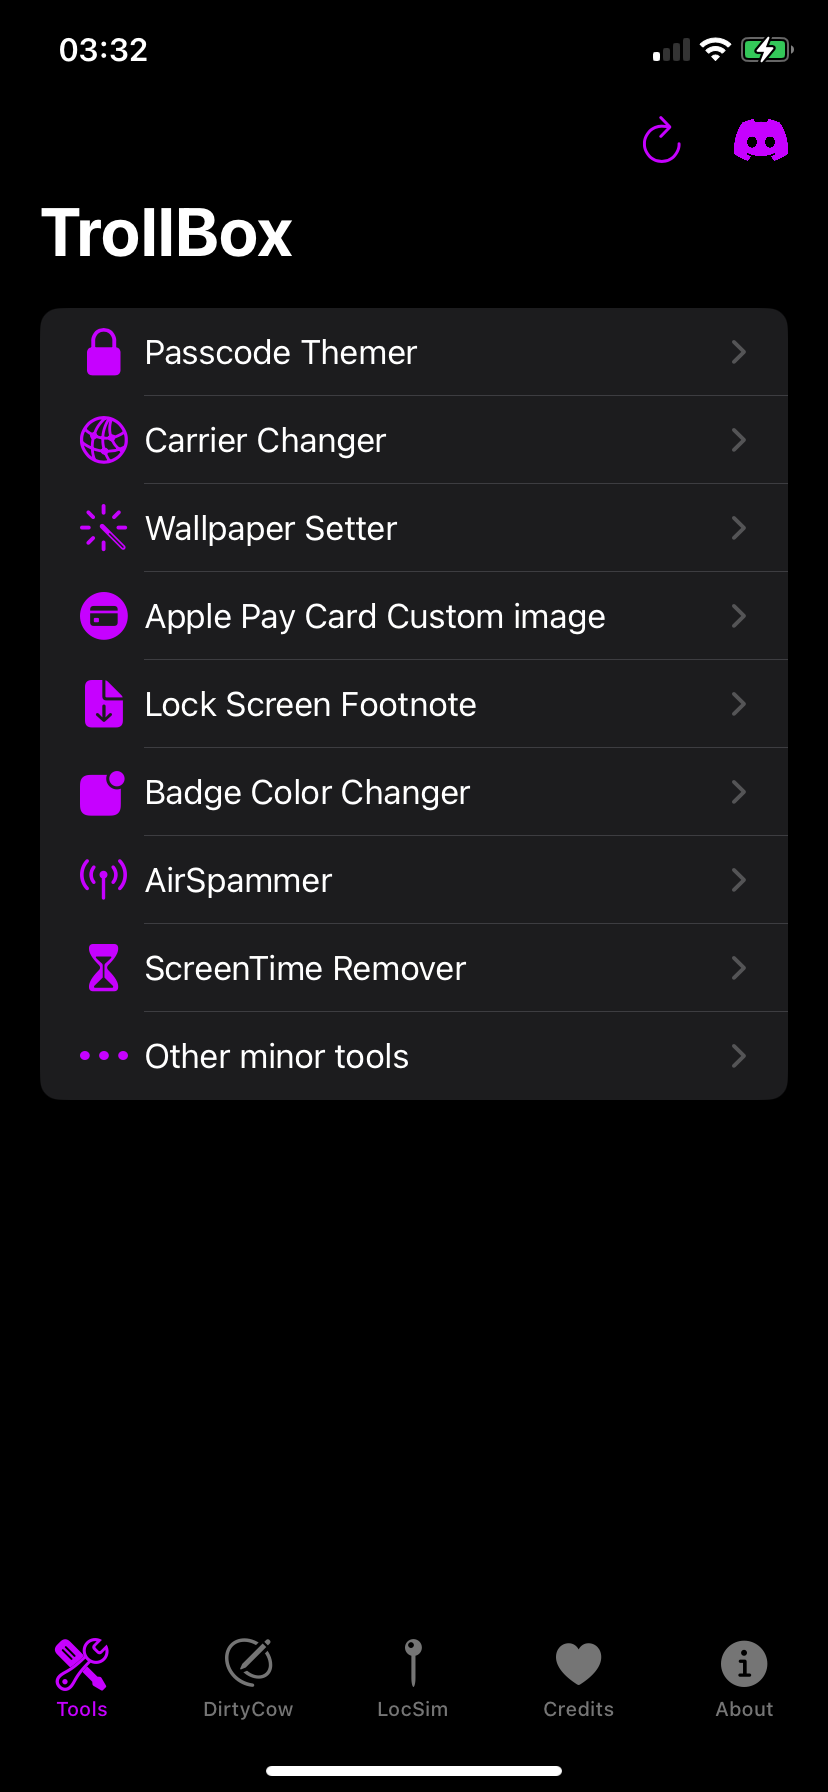 03:32
TrollBox
Passcode Themer
Carrier Changer
Wallpaper Setter
Apple Pay Card Custom image
Lock Screen Footnote
Badge Color Changer
AirSpammer
ScreenTime Remover
Other minor tools
Tools DirtyCow LocSim Credits About